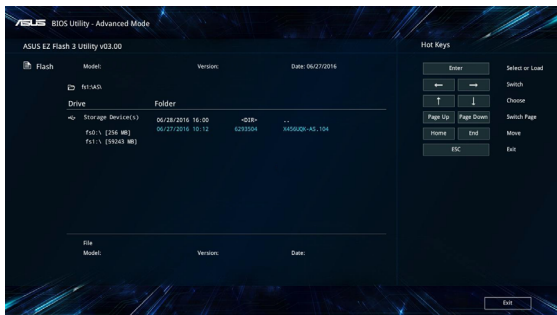 ASUS BIOS Utility - Advanced Mode
ASUS EZ Flash 3 Utility v03.00
Hot Keys
Flash
Model: Version: Date: 06/27/2016
fs1:\AS\
Drive Folder
Storage Device(s)
fs0:\ [256 MB]
fs1:\ [59243 MB]
06/28/2016 16:00 <DIR> ..
06/27/2016 10:12 6293504 X456UQK-AS.104
File
Model: Version: Date:
Enter Select or Load
← → Switch
↑ ↓ Choose
Page Up Page Down Switch Page
Home End Move
ESC Exit
Exit